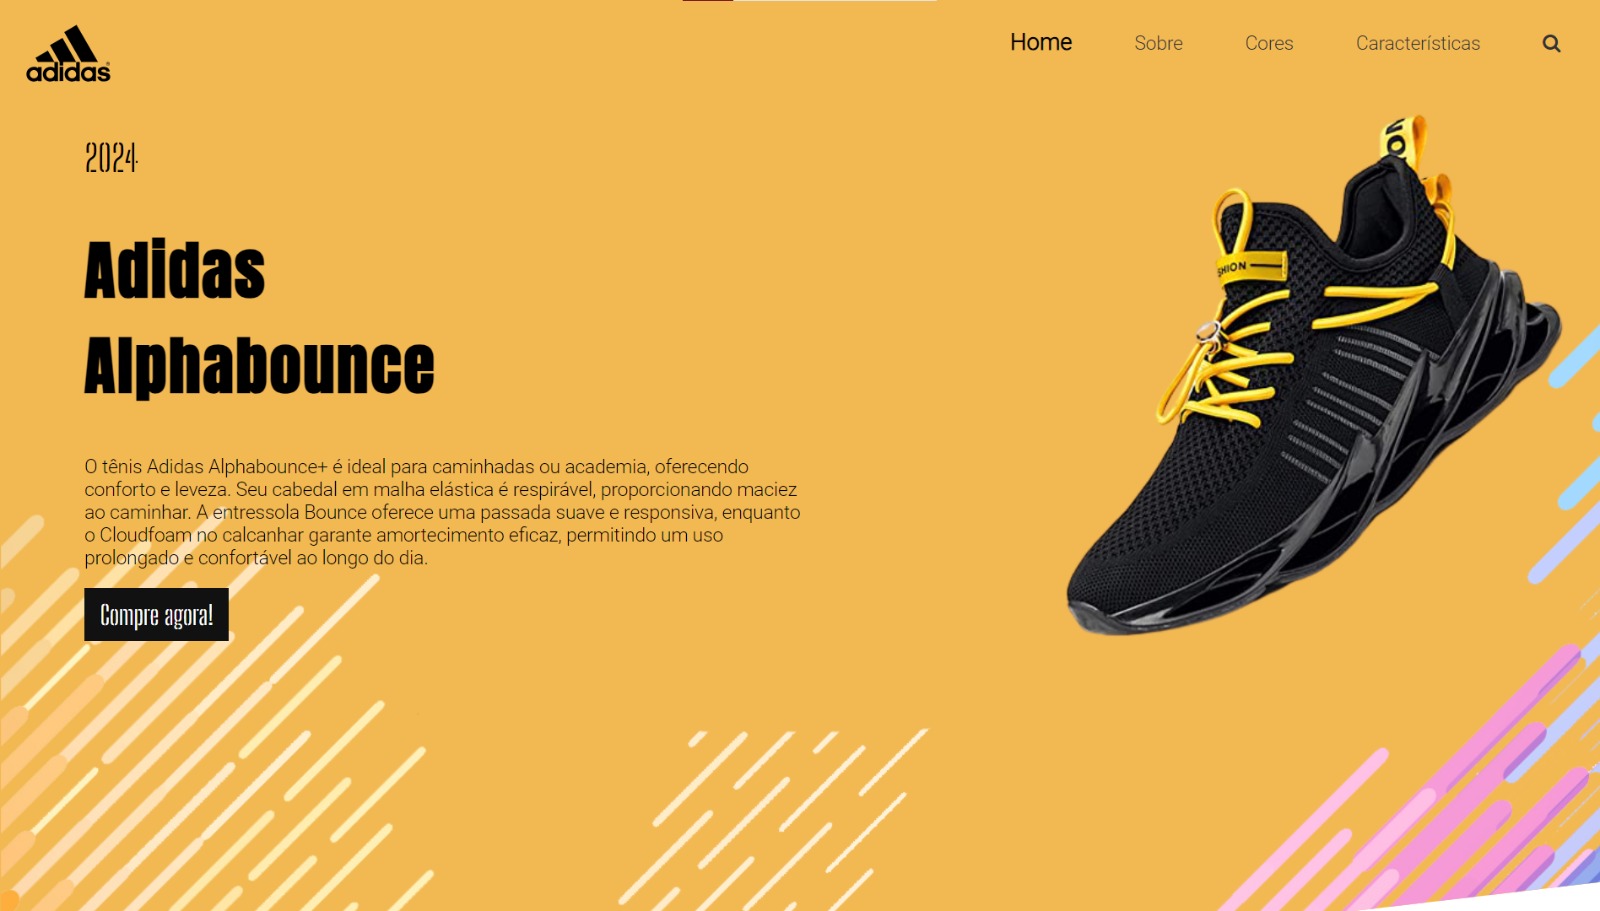 adidas
Home Sobre Cores Características
2024
Adidas
Alphabounce
SHION
O tênis Adidas Alphabounce+ é ideal para caminhadas ou academia, oferecendo
conforto e leveza. Seu cabedal em malha elástica é respirável, proporcionando maciez
ao caminhar. A entressola Bounce oferece uma passada suave e responsiva, enquanto
o Cloudfoam no calcanhar garante amortecimento eficaz, permitindo um uso
prolongado e confortável ao longo do dia.
Compre agora!